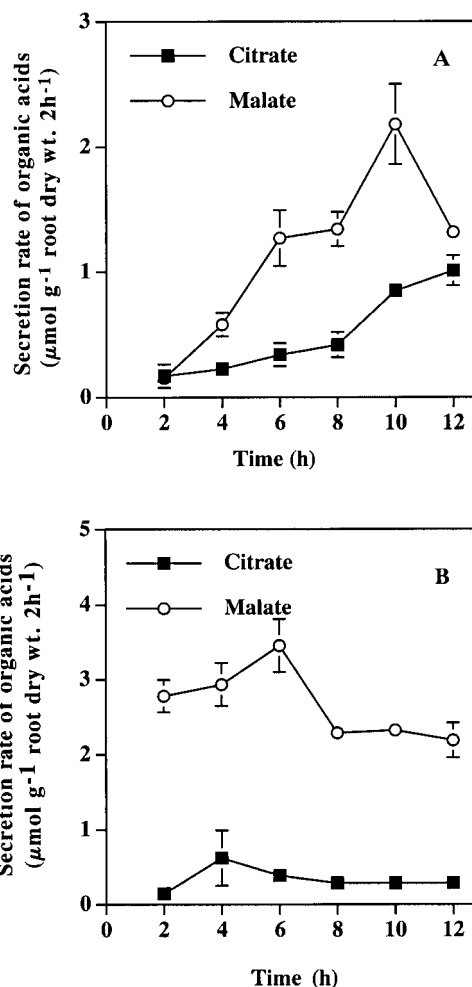 Secretion rate of organic acids
(µmol g-1 root dry wt. 2h-1)
3
2
1
0
Citrate
Malate
A
0 2 4 6 8 10 12
Time (h)
Secretion rate of organic acids
(µmol g-1 root dry wt. 2h-1)
5
4
3
2
1
0
Citrate
Malate
B
0 2 4 6 8 10 12
Time (h)